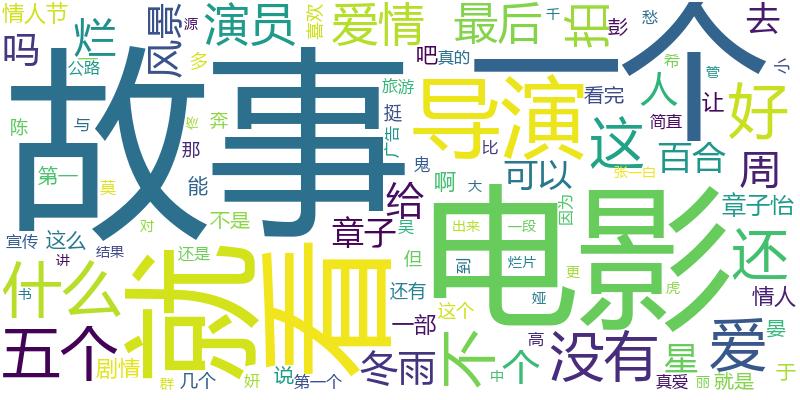 情人节
烂
风景
源
演员
喜欢
爱情
最后
千
拍
彭
愁
去
吗
公路
多
故事
吧
真的
一个
希
管
小
旅游
看完
人
让
好
陈
与
奔
挺
广告
导演
这
简直
第一
那
莫
能
鬼
比
百合
周
张一白
可以
啊
给
大
章子怡
对
不是
章子
吴
电影
因为
宣传
这么
讲
结果
还是
就
看
但
出来
一段
到
烂片
更
还
什么
书
还有
这个
娅
虎
情人
五个
一部
不
高
没有
爱
晏
剧情
群
几个
妍
说
第一个
冬雨
个
中
星
真爱
丽
就是
于